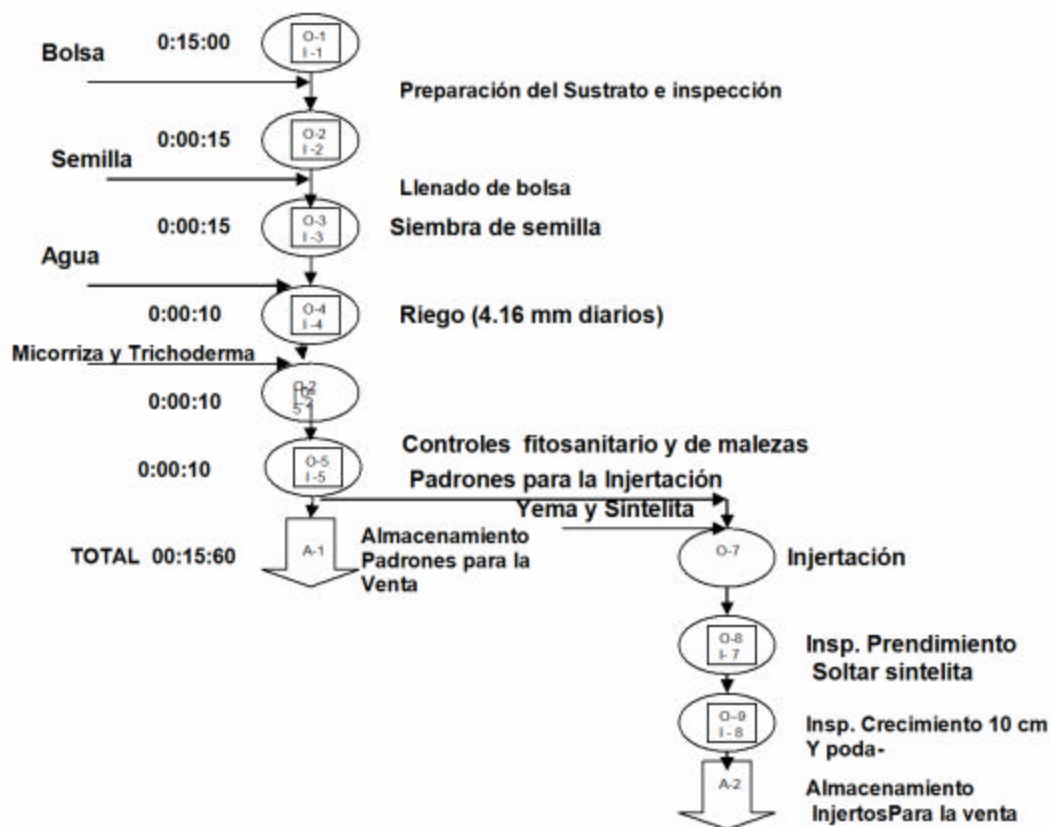 0:15:00
O-1
I -1
Bolsa
Preparación del Sustrato e inspección
0:00:15
O-2
I -2
Semilla
Llenado de bolsa
0:00:15
O-3
I -3
Siembra de semilla
Agua
0:00:10
O-4
I -4
Riego (4.16 mm diarios)
Micorriza y Trichoderma
O-2
5
0:00:10
Controles fitosanitario y de malezas
0:00:10
O-5
I -5
Padrones para la Injertación
Yema y Sintelita
TOTAL 00:15:60
A-1
Almacenamiento
Padrones para la
Venta
O-7
Injertación
O-8
I- 7
Insp. Prendimiento
Soltar sintelita
O-9
I - 8
Insp. Crecimiento 10 cm
Y poda-
A-2
Almacenamiento
InjertosPara la venta